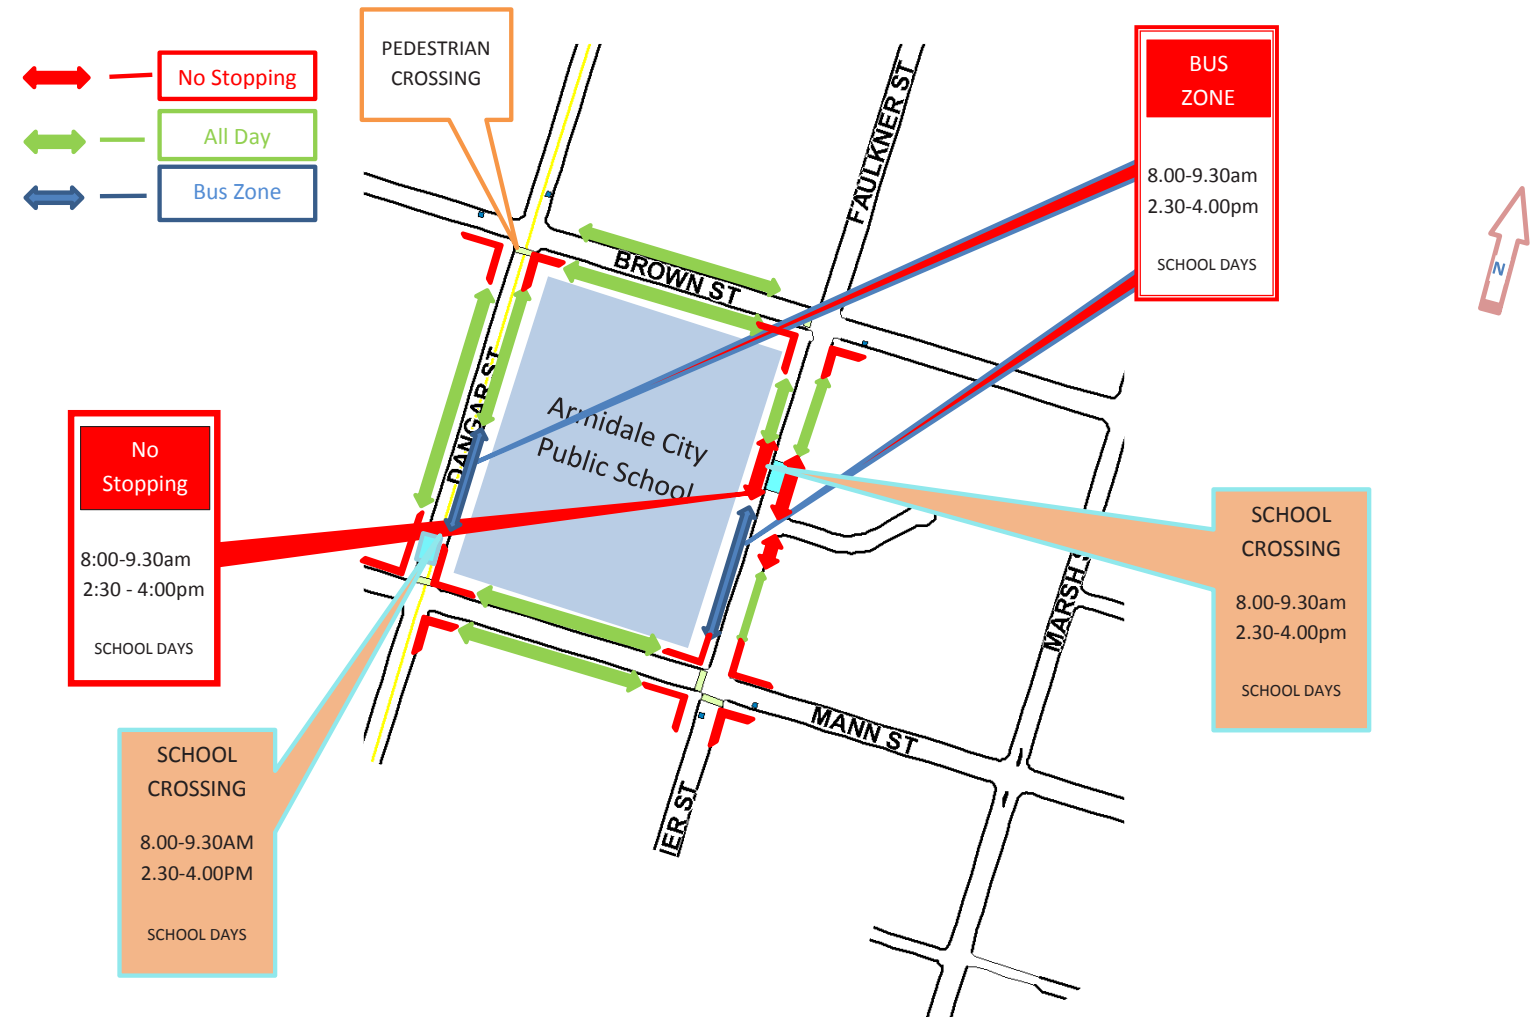 No Stopping
All Day
Bus Zone
PEDESTRIAN
CROSSING
BUS
ZONE
8.00-9.30am
2.30-4.00pm
SCHOOL DAYS
N
FAULKNER ST
BROWN ST
DANGAR ST
Armidale City
Public School
No
Stopping
8:00-9.30am
2:30 - 4:00pm
SCHOOL DAYS
SCHOOL
CROSSING
8.00-9.30am
2.30-4.00pm
SCHOOL DAYS
MARSH
MANN ST
IER ST
SCHOOL
CROSSING
8.00-9.30AM
2.30-4.00PM
SCHOOL DAYS